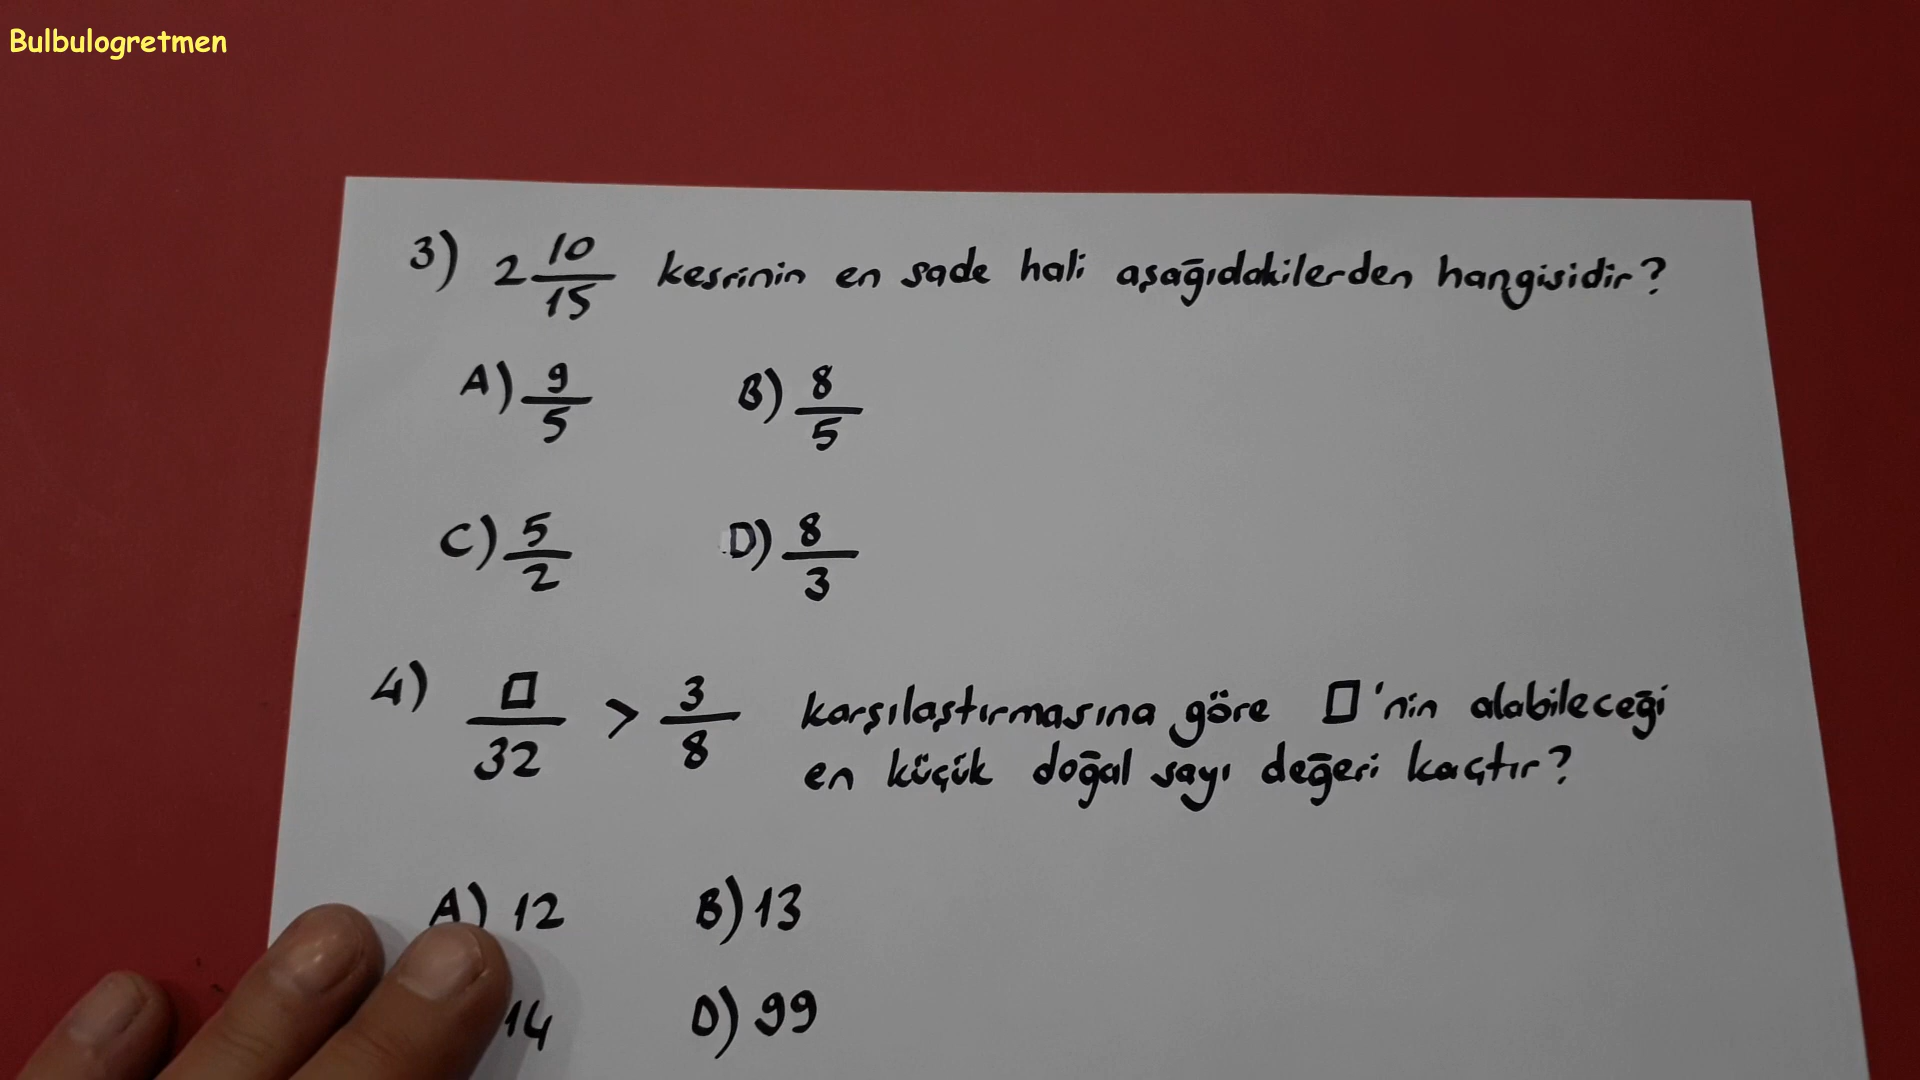 Bulbulogretmen
3) 2 10/15 kesrinin en sade hali aşağıdakilerden hangisidir?
A) 9/5 B) 8/5
C) 5/2 D) 8/3
4) □/32 > 3/8 karşılaştırmasına göre □'nin alabileceği
en küçük doğal sayı değeri kaçtır?
A) 12 B) 13
14 D) 99